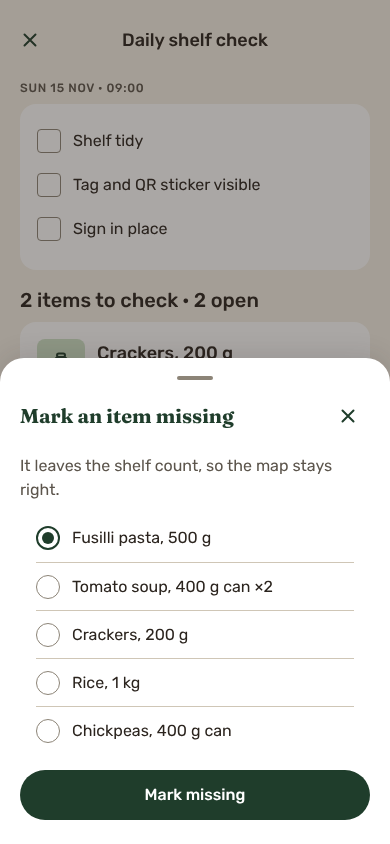 Daily shelf check
SUN 15 NOV • 09:00
Shelf tidy
Tag and QR sticker visible
Sign in place
2 items to check • 2 open
Crackers, 200 g
Mark an item missing
It leaves the shelf count, so the map stays
right.
Fusilli pasta, 500 g
Tomato soup, 400 g can ×2
Crackers, 200 g
Rice, 1 kg
Chickpeas, 400 g can
Mark missing